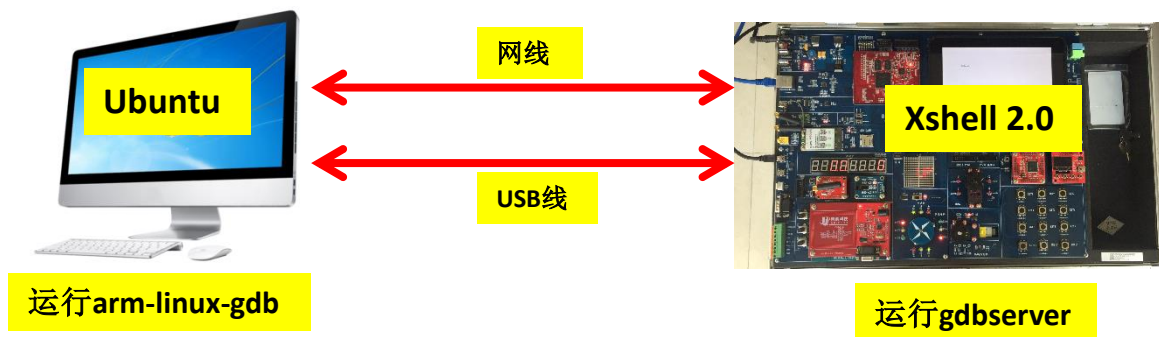 网线
Ubuntu
Xshell 2.0
USB线
运行arm-linux-gdb
运行gdbserver